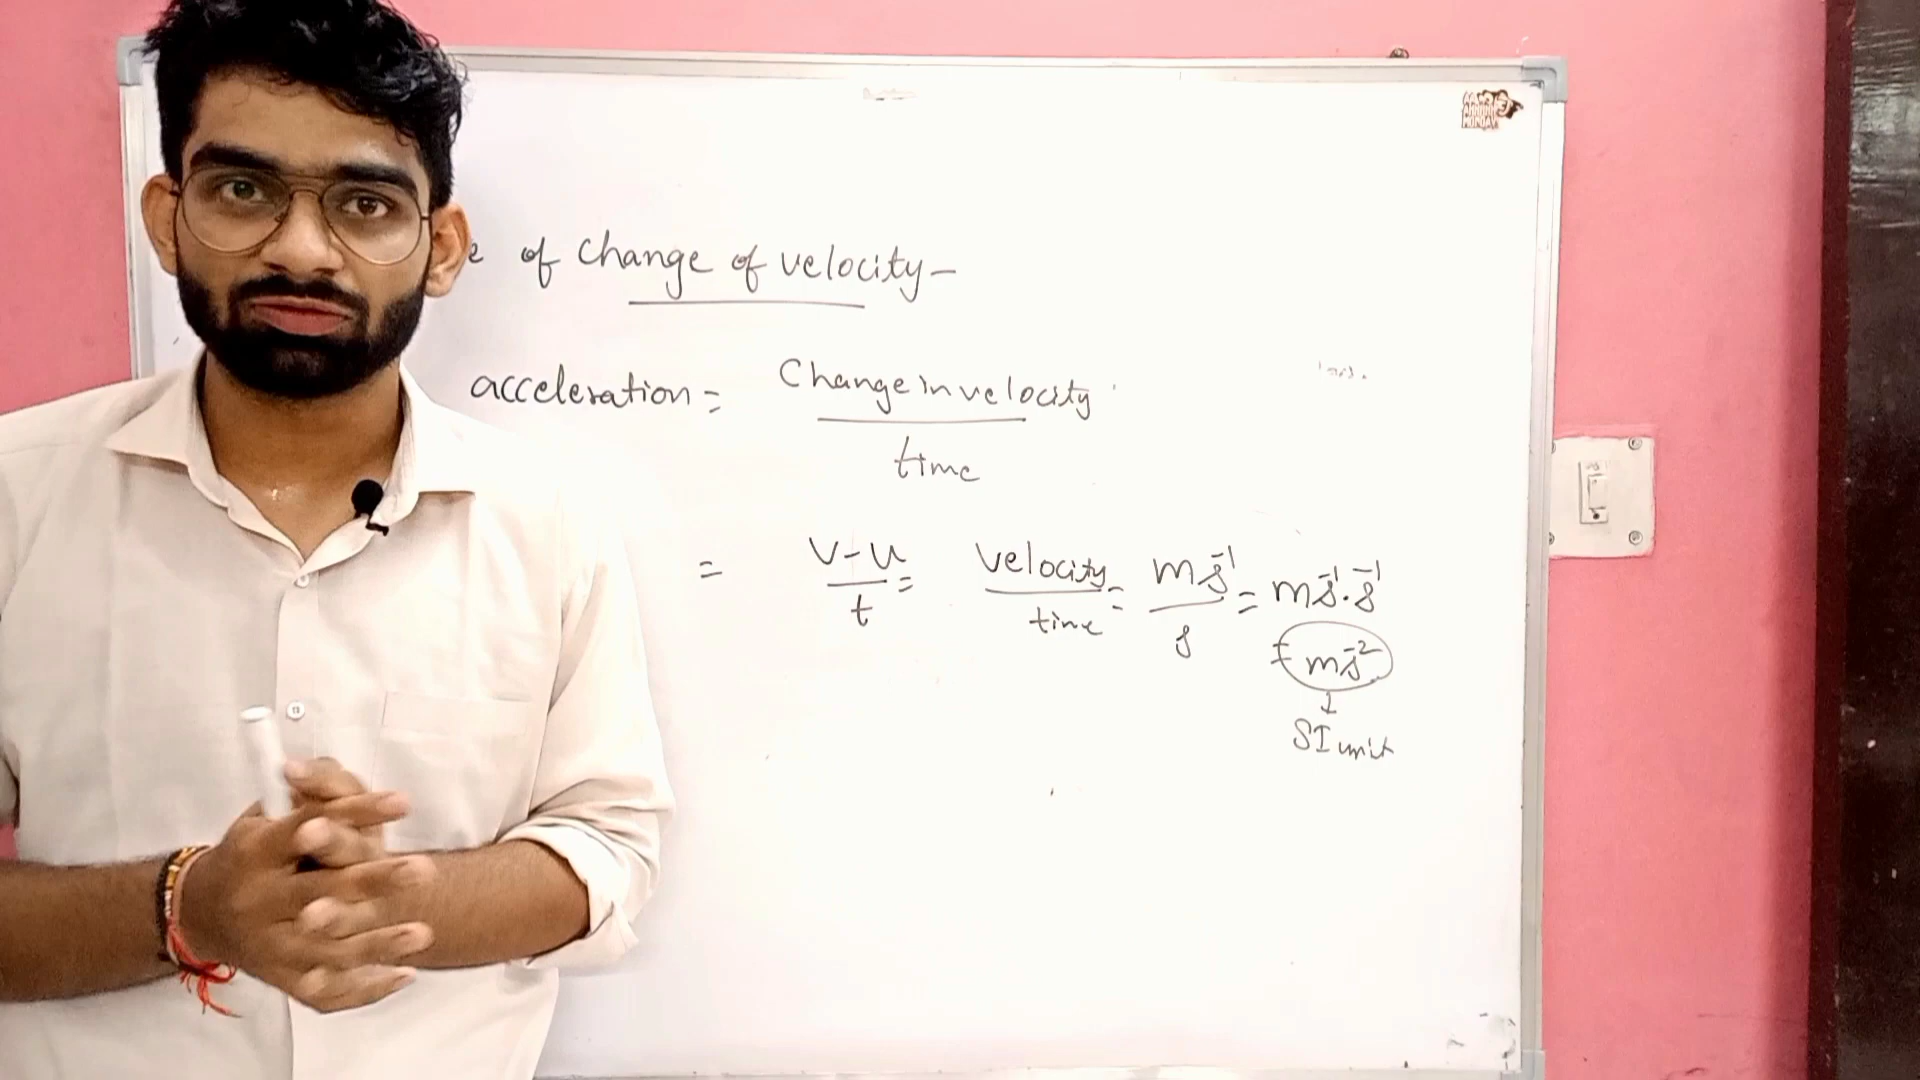 e of Change of velocity-
acceleration = Change in velocity
time
= v-u = velocity = ms⁻¹ = ms⁻¹.s⁻¹
t time s
= ms⁻²
↓
SI unit